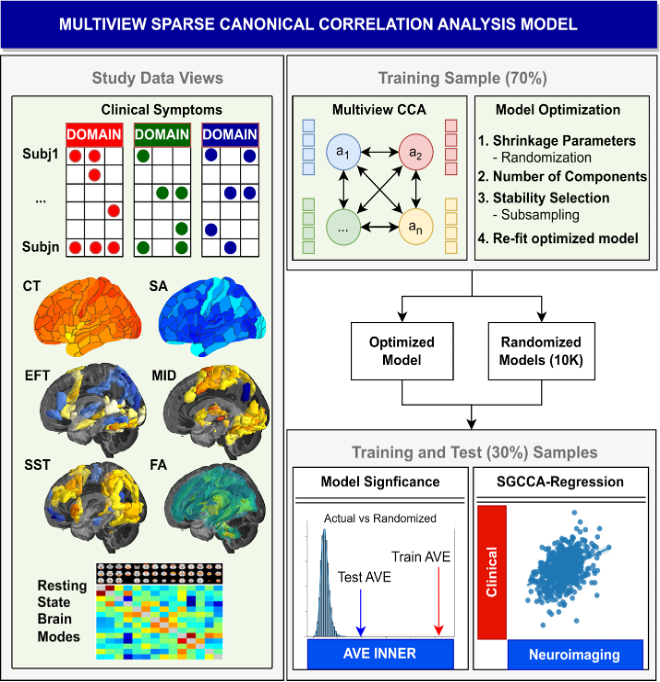 MULTIVIEW SPARSE CANONICAL CORRELATION ANALYSIS MODEL
Study Data Views
Clinical Symptoms
DOMAIN DOMAIN DOMAIN
Subj1
...
Subjn
CT
SA
EFT
MID
SST
FA
Resting
State
Brain
Modes
Training Sample (70%)
Multiview CCA
a1
a2
...
an
Model Optimization
1. Shrinkage Parameters
- Randomization
2. Number of Components
3. Stability Selection
- Subsampling
4. Re-fit optimized model
Optimized
Model
Randomized
Models (10K)
Training and Test (30%) Samples
Model Signficance
Actual vs Randomized
Train AVE
Test AVE
AVE INNER
SGCCA-Regression
Clinical
Neuroimaging